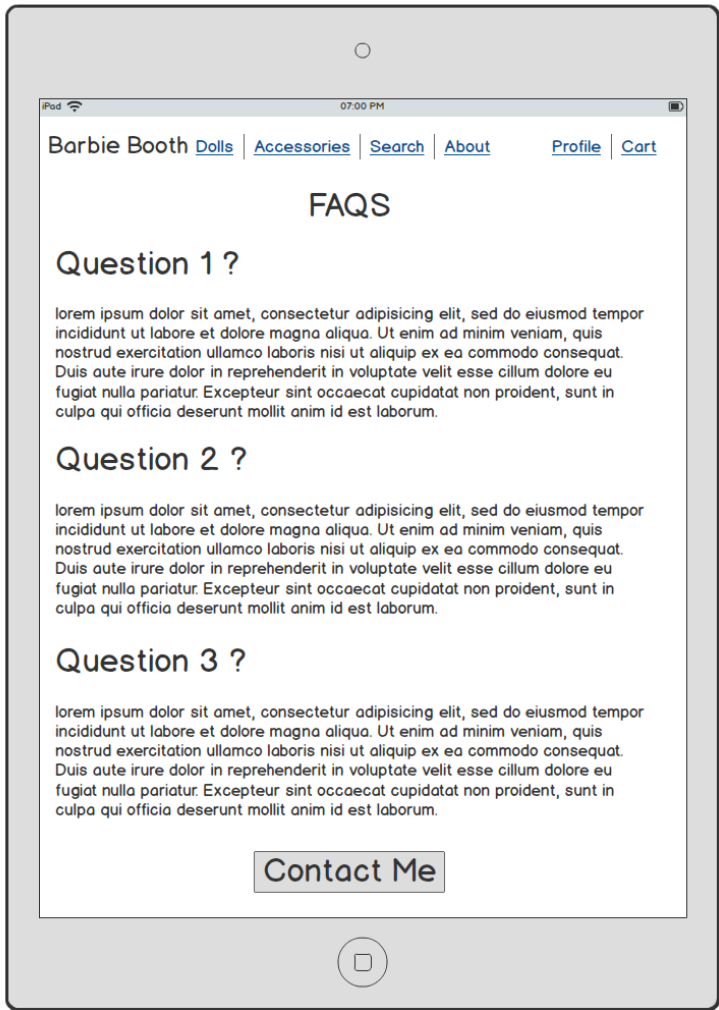 iPad 07:00 PM
Barbie Booth Dolls Accessories Search About Profile Cart
FAQS
Question 1 ?
lorem ipsum dolor sit amet, consectetur adipisicing elit, sed do eiusmod tempor
incididunt ut labore et dolore magna aliqua. Ut enim ad minim veniam, quis
nostrud exercitation ullamco laboris nisi ut aliquip ex ea commodo consequat.
Duis aute irure dolor in reprehenderit in voluptate velit esse cillum dolore eu
fugiat nulla pariatur. Excepteur sint occaecat cupidatat non proident, sunt in
culpa qui officia deserunt mollit anim id est laborum.
Question 2 ?
lorem ipsum dolor sit amet, consectetur adipisicing elit, sed do eiusmod tempor
incididunt ut labore et dolore magna aliqua. Ut enim ad minim veniam, quis
nostrud exercitation ullamco laboris nisi ut aliquip ex ea commodo consequat.
Duis aute irure dolor in reprehenderit in voluptate velit esse cillum dolore eu
fugiat nulla pariatur. Excepteur sint occaecat cupidatat non proident, sunt in
culpa qui officia deserunt mollit anim id est laborum.
Question 3 ?
lorem ipsum dolor sit amet, consectetur adipisicing elit, sed do eiusmod tempor
incididunt ut labore et dolore magna aliqua. Ut enim ad minim veniam, quis
nostrud exercitation ullamco laboris nisi ut aliquip ex ea commodo consequat.
Duis aute irure dolor in reprehenderit in voluptate velit esse cillum dolore eu
fugiat nulla pariatur. Excepteur sint occaecat cupidatat non proident, sunt in
culpa qui officia deserunt mollit anim id est laborum.
Contact Me